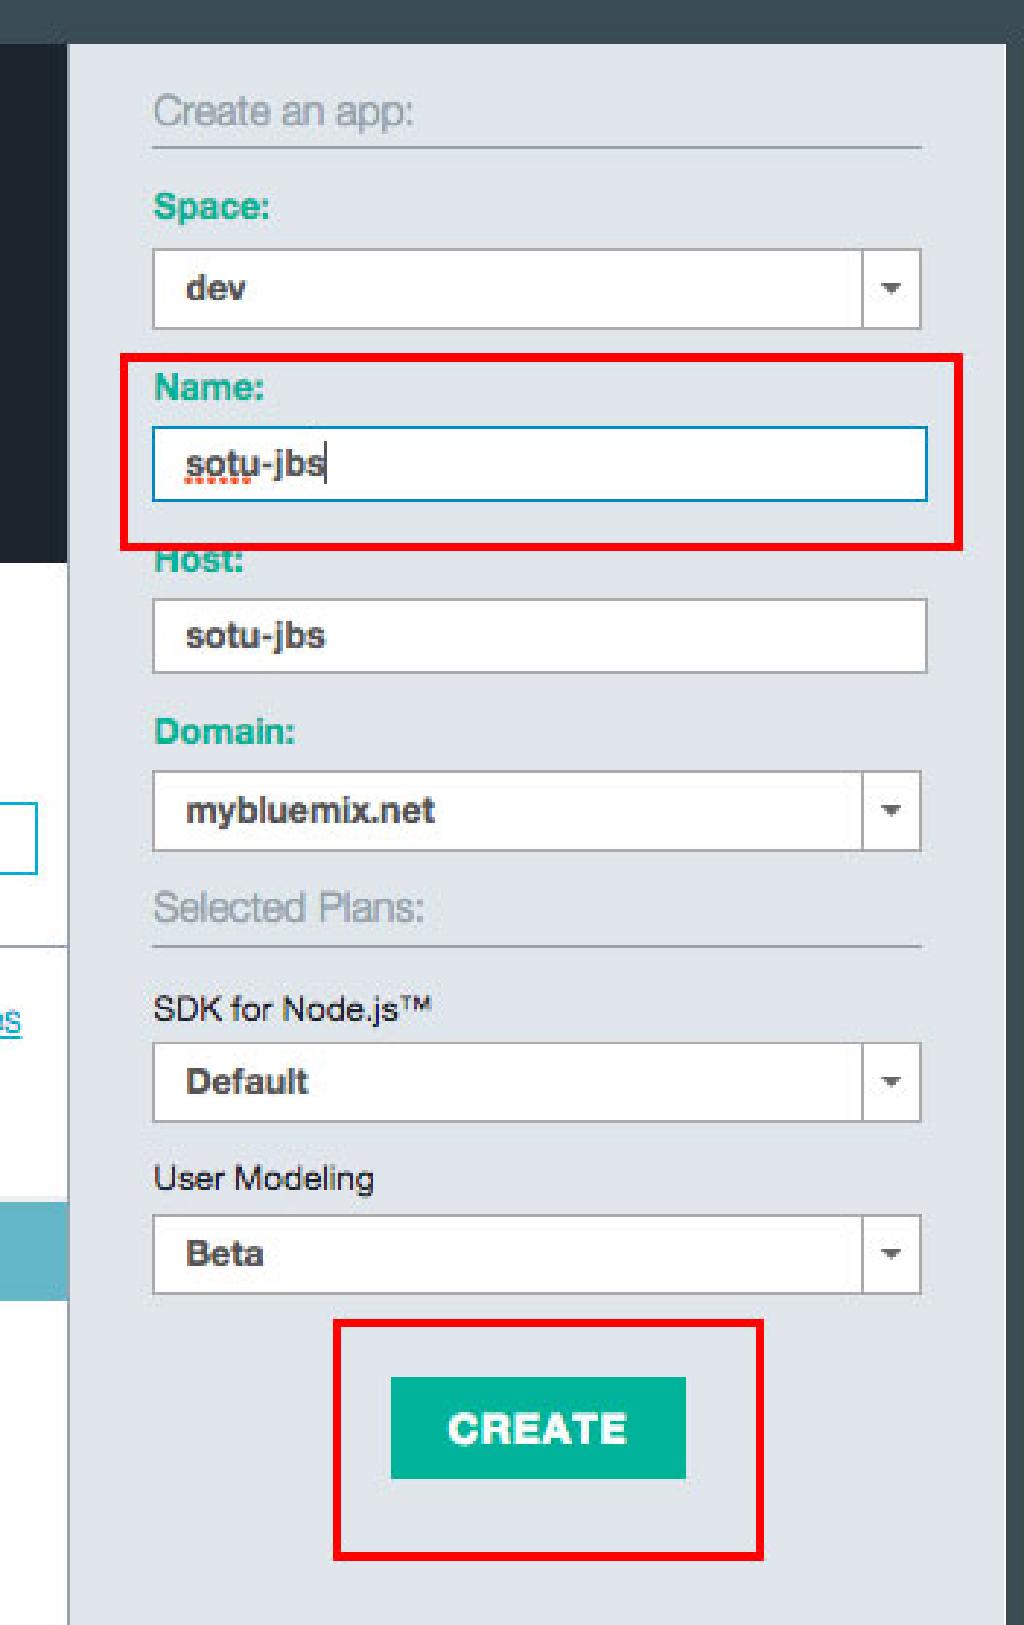 Create an app:
Space:
dev
Name:
sotu-jbs
Host:
sotu-jbs
Domain:
mybluemix.net
Selected Plans:
SDK for Node.js™
Default
User Modeling
Beta
CREATE